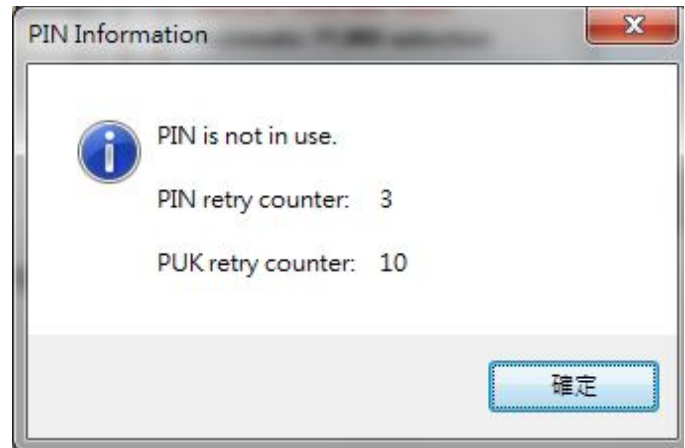 PIN Information
PIN is not in use.
PIN retry counter: 3
PUK retry counter: 10
確定